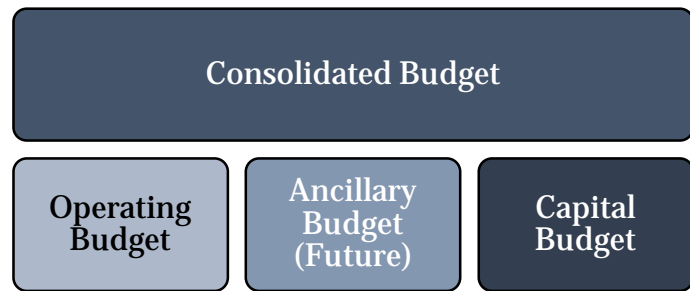 Consolidated Budget
Operating
Budget
Ancillary
Budget
(Future)
Capital
Budget